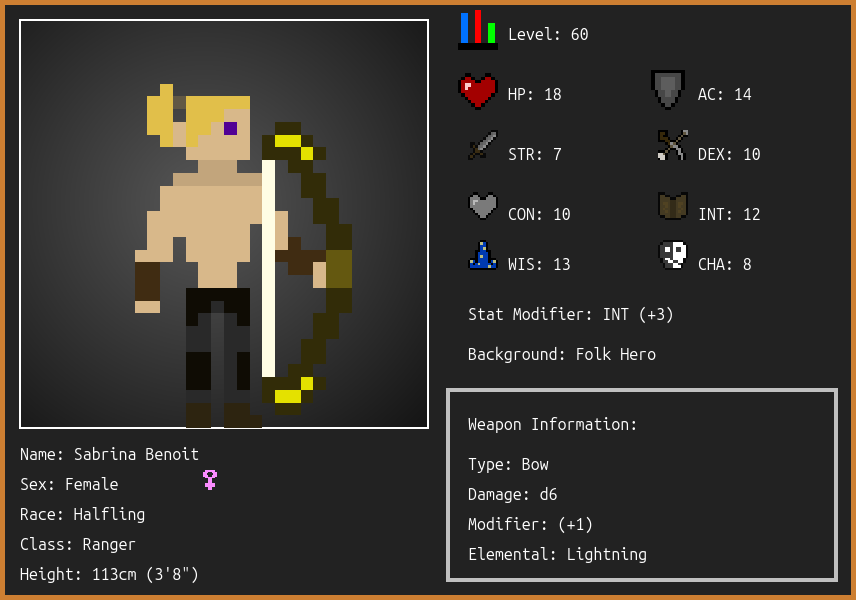 Level: 60
HP: 18
AC: 14
STR: 7
DEX: 10
CON: 10
INT: 12
WIS: 13
CHA: 8
Stat Modifier: INT (+3)
Background: Folk Hero
Weapon Information:
Type: Bow
Damage: d6
Modifier: (+1)
Elemental: Lightning
Name: Sabrina Benoit
Sex: Female
Race: Halfling
Class: Ranger
Height: 113cm (3'8")